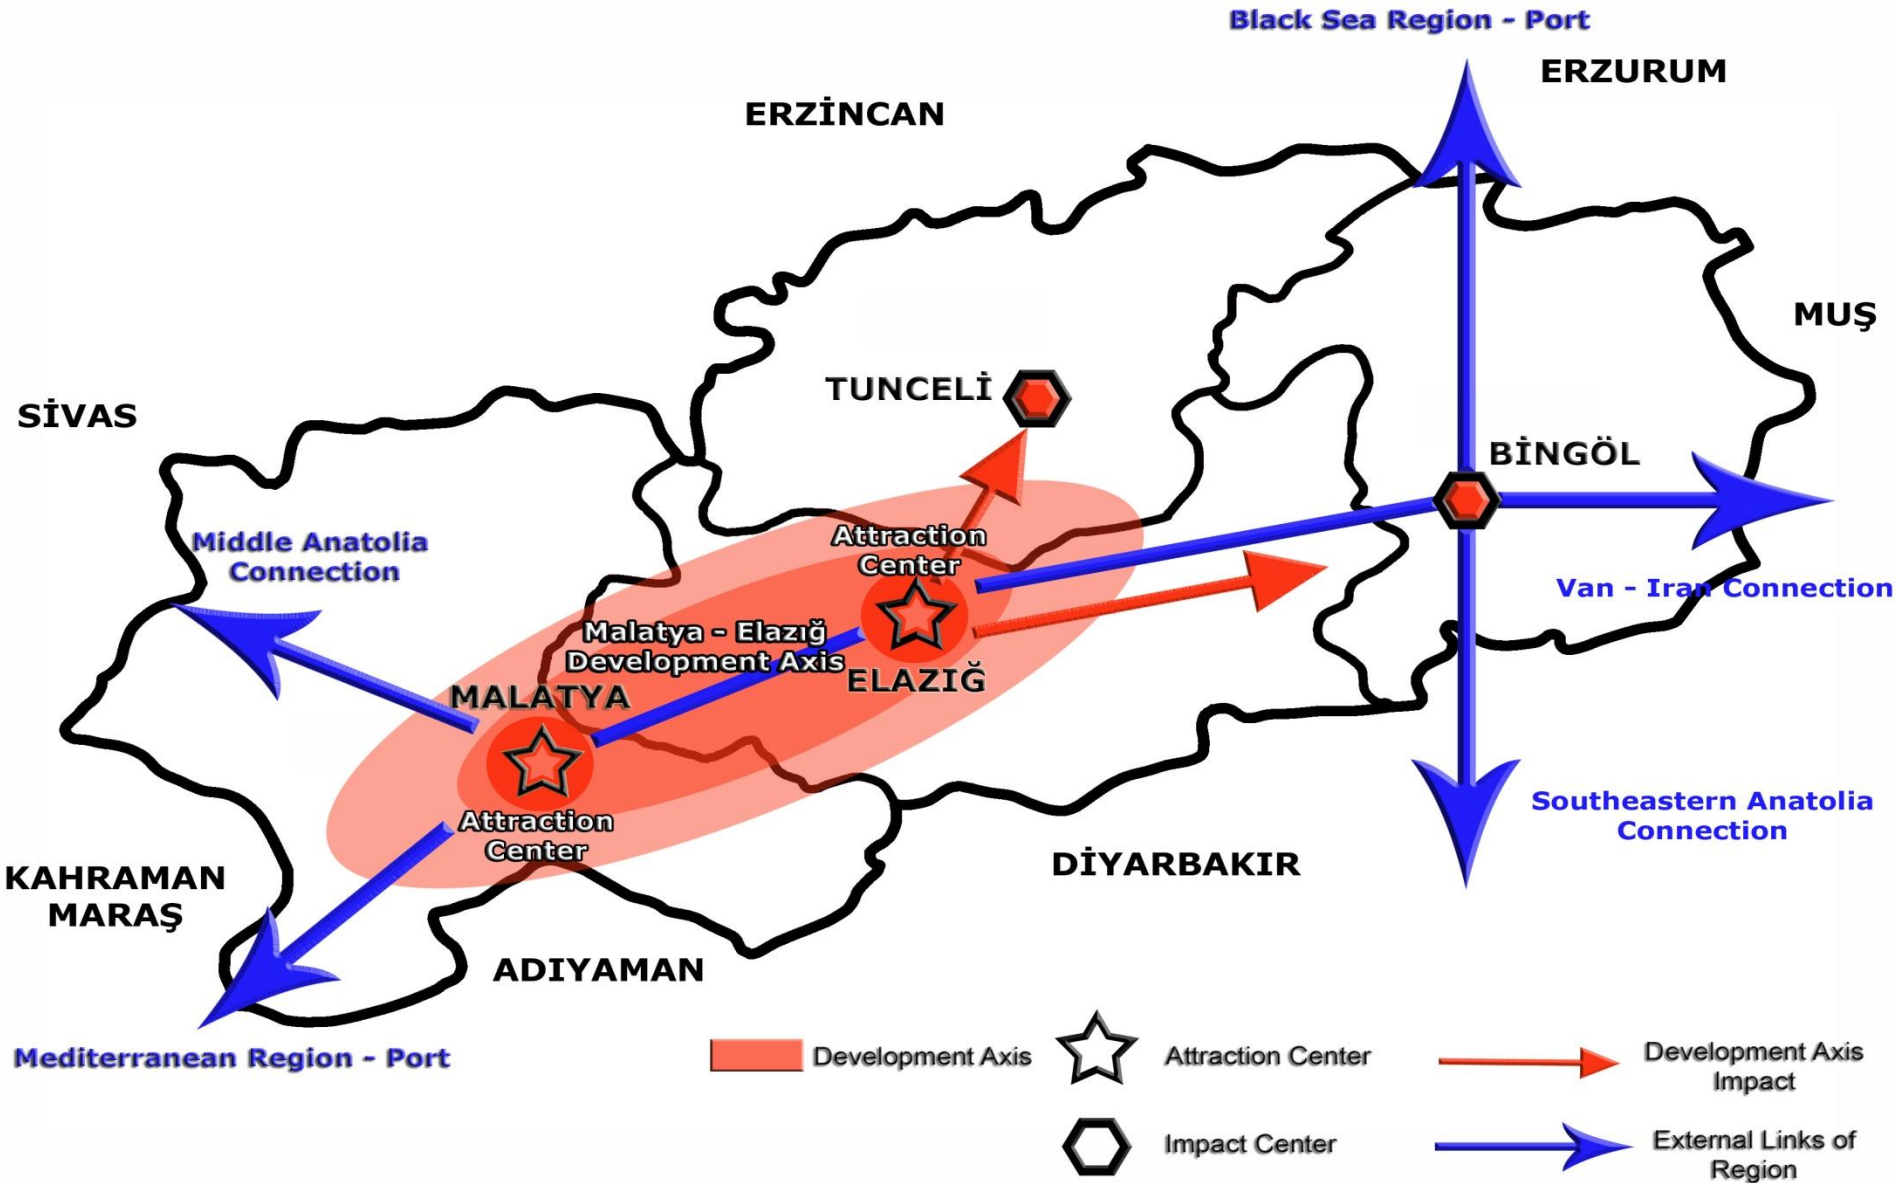 Black Sea Region - Port
ERZURUM
ERZİNCAN
MUŞ
TUNCELİ
SİVAS
BİNGÖL
Middle Anatolia
Connection
Attraction
Center
Van - Iran Connection
Malatya - Elazığ
Development Axis
ELAZIĞ
MALATYA
Attraction
Center
Southeastern Anatolia
Connection
DİYARBAKIR
KAHRAMAN
MARAŞ
ADIYAMAN
Mediterranean Region - Port
Development Axis
Attraction Center
Development Axis
Impact
Impact Center
External Links of
Region